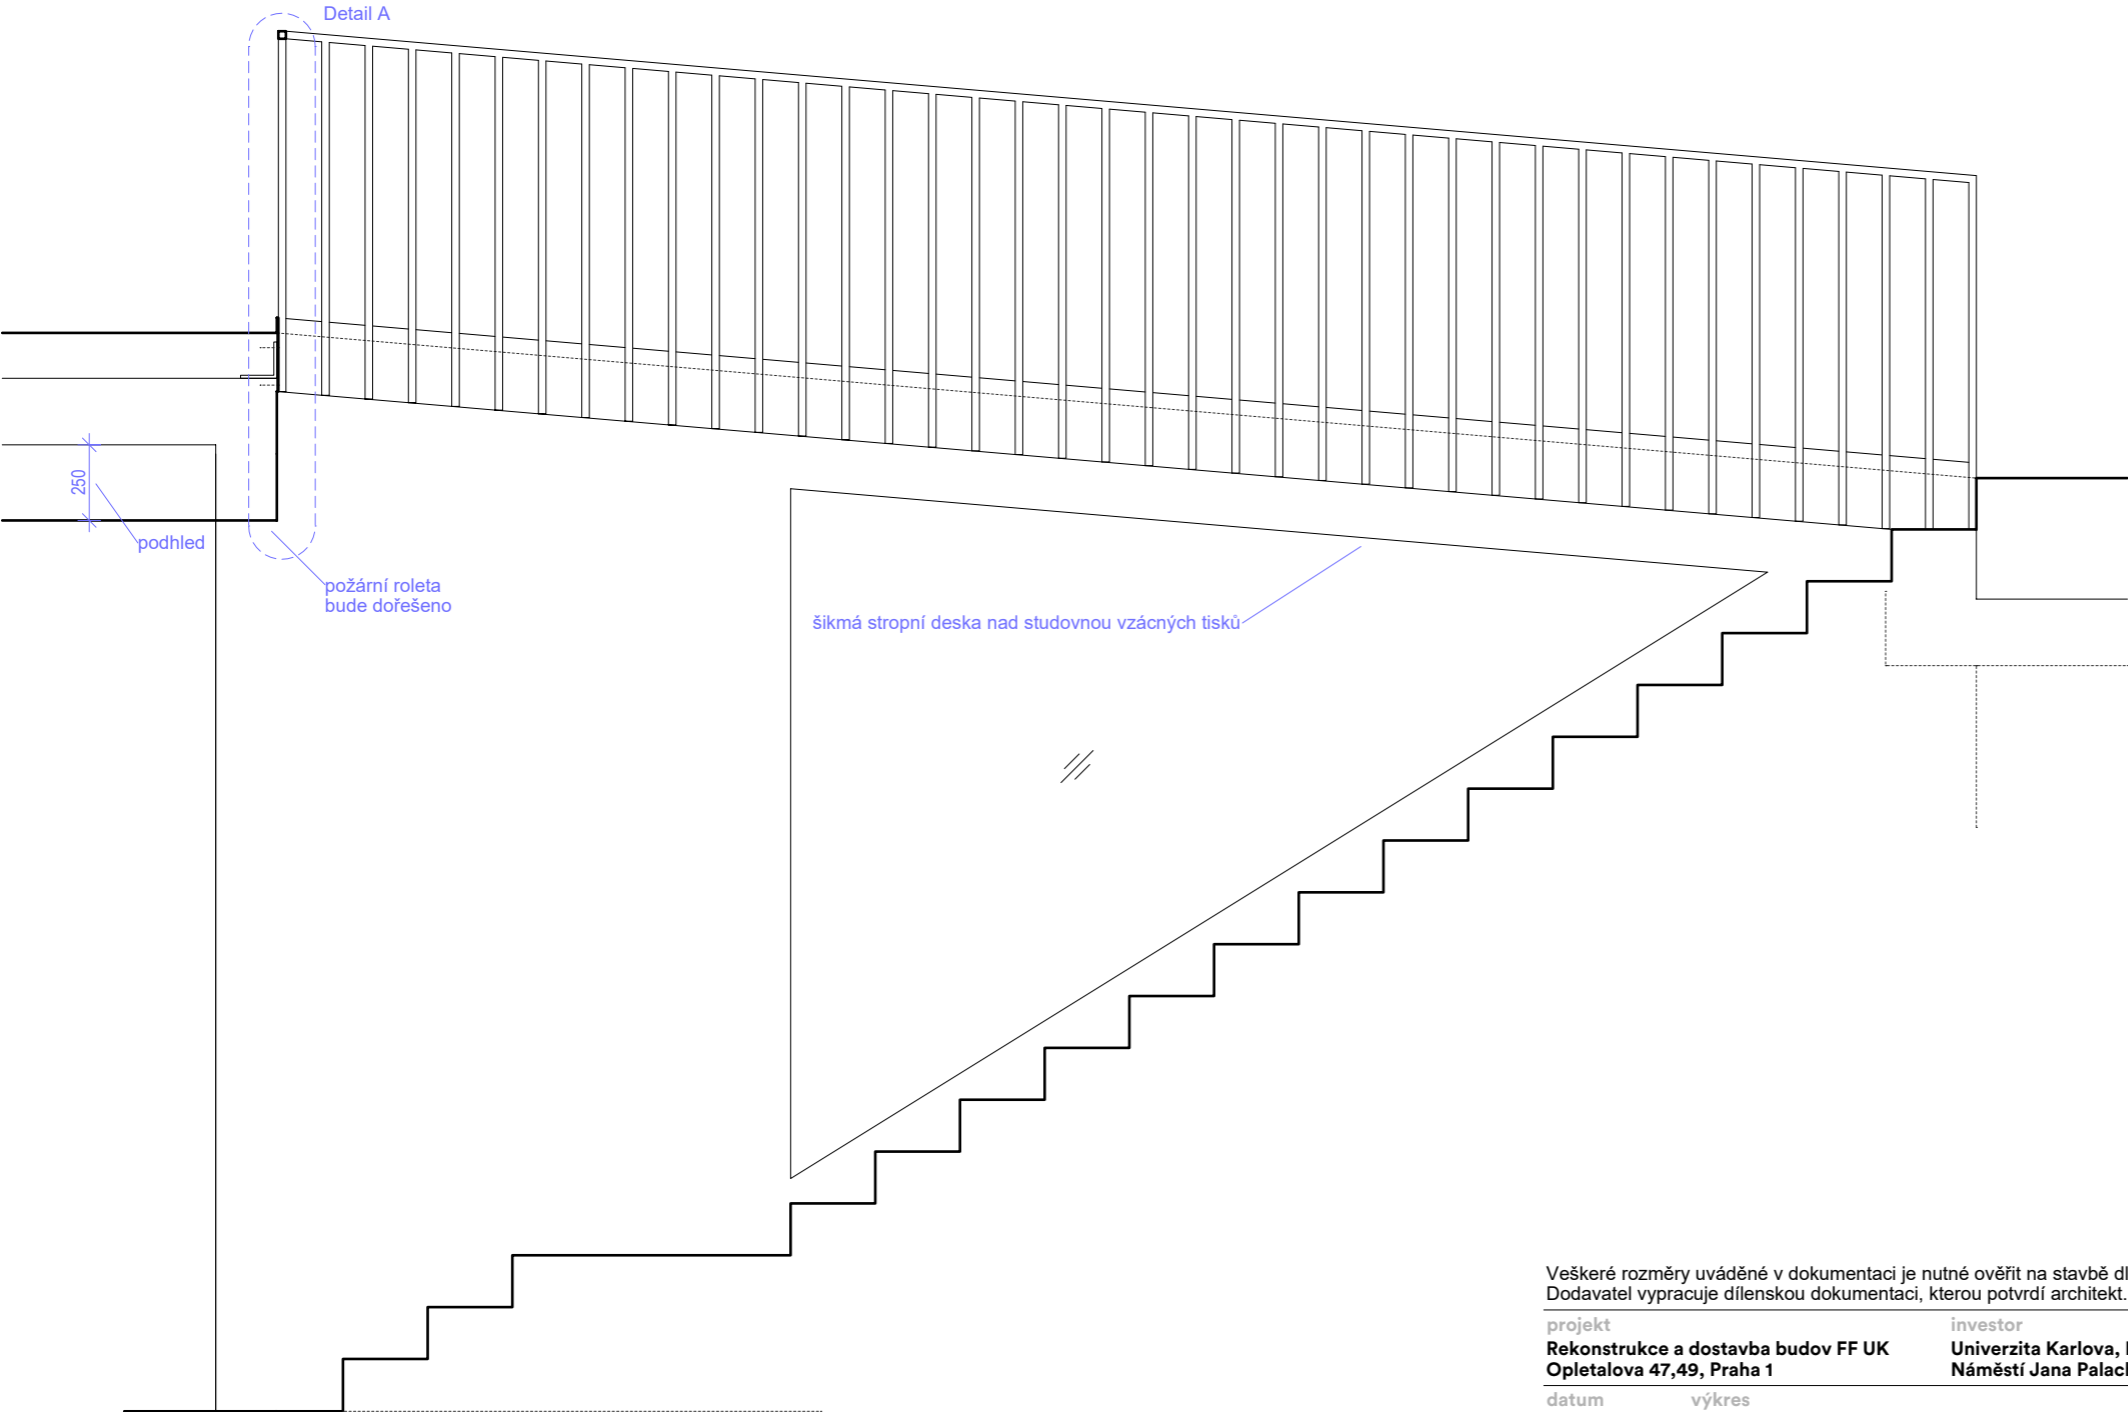 Detail A
250
podhled
požární roleta
bude dořešeno
šikmá stropní deska nad studovnou vzácných tisků
Veškeré rozměry uváděné v dokumentaci je nutné ověřit na stavbě
Dodavatel vypracuje dílenskou dokumentaci, kterou potvrdí architekt.
projekt
investor
Rekonstrukce a dostavba budov FF UK
Univerzita Karlova,
Opletalova 47,49, Praha 1
Náměstí Jana
datum
výkres